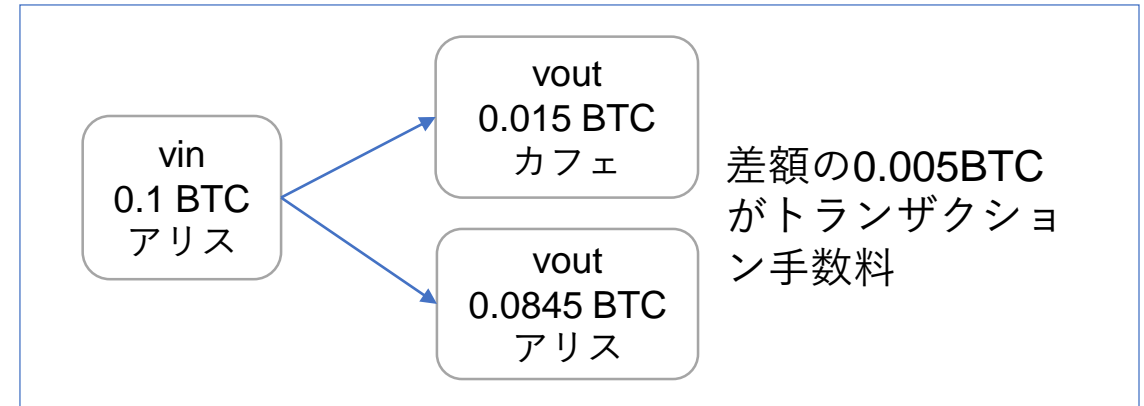 vin
0.1 BTC
アリス
vout
0.015 BTC
カフェ
vout
0.0845 BTC
アリス
差額の0.005BTC
がトランザクショ
ン手数料